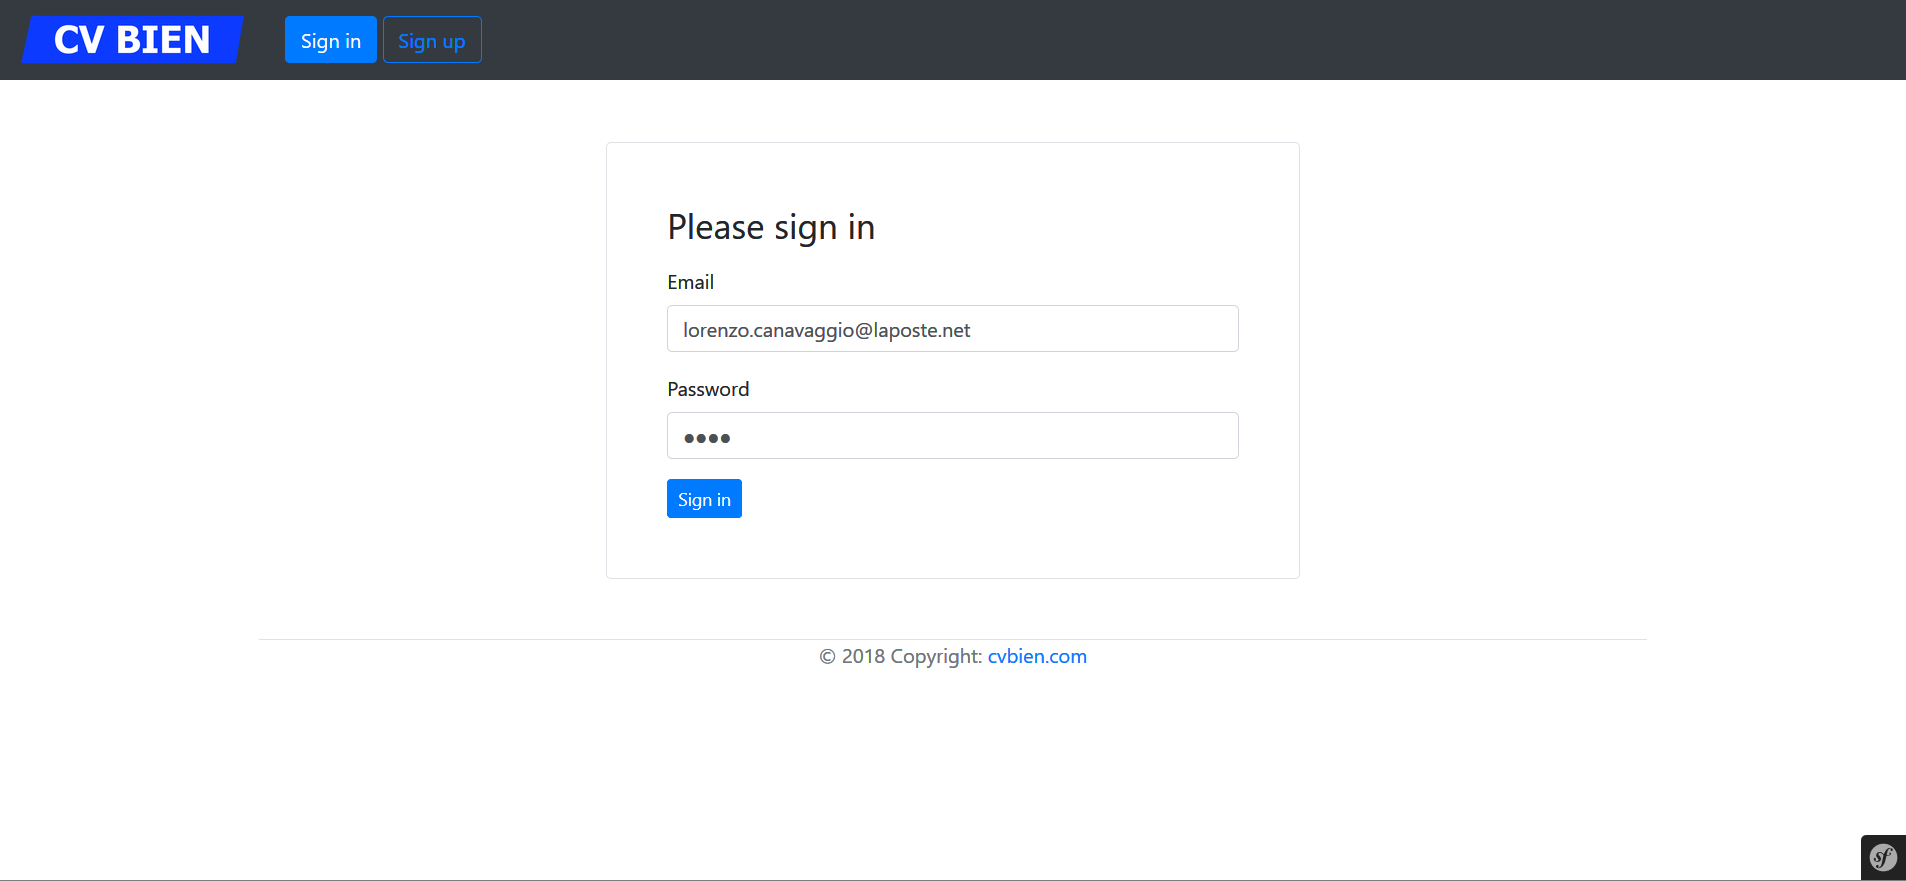 CV BIEN
Sign in
Sign up
Please sign in
Email
lorenzo.canavaggio@laposte.net
Password
●●●●
Sign in
© 2018 Copyright: cvbien.com
sf